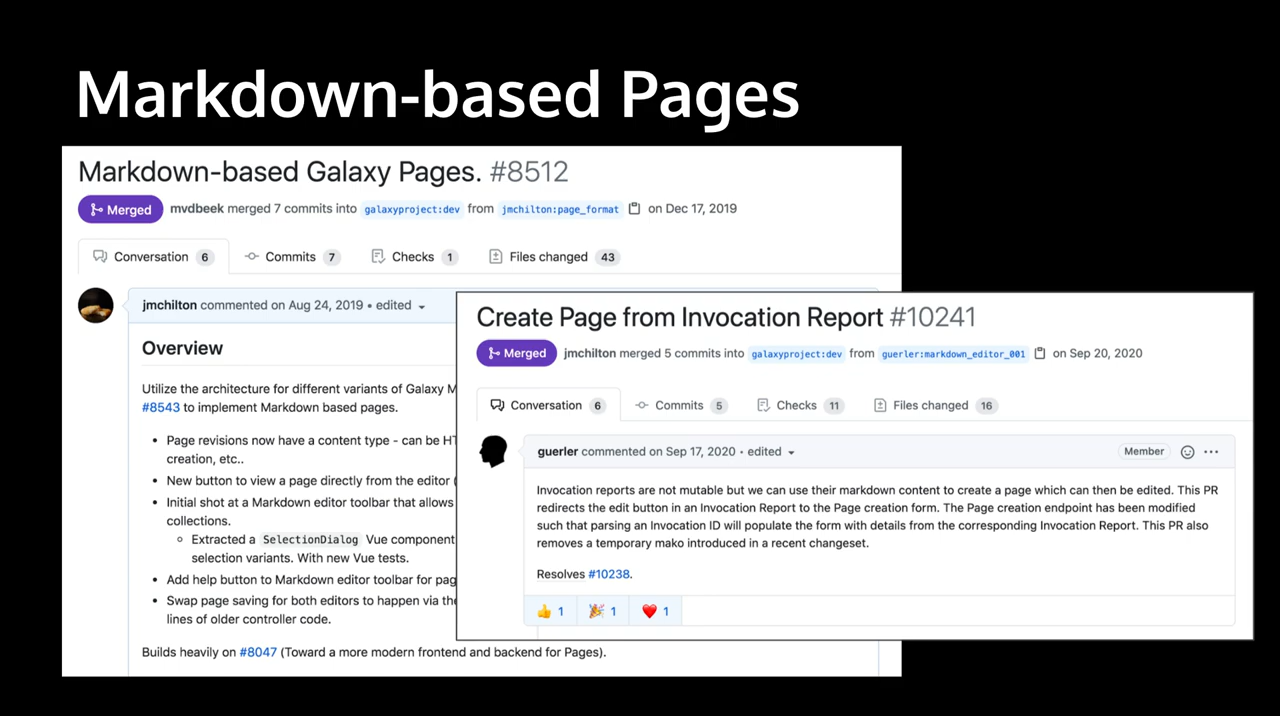 Markdown-based Pages
Markdown-based Galaxy Pages. #8512
Merged mvdbeek merged 7 commits into galaxyproject:dev from jmchilton:page_format on Dec 17, 2019
Conversation 6 Commits 7 Checks 1 Files changed 43
jmchilton commented on Aug 24, 2019 • edited
Overview
Utilize the architecture for different variants of Galaxy M
#8543 to implement Markdown based pages.
• Page revisions now have a content type - can be HT
creation, etc..
• New button to view a page directly from the editor (
• Initial shot at a Markdown editor toolbar that allows
collections.
◦ Extracted a SelectionDialog Vue component
selection variants. With new Vue tests.
• Add help button to Markdown editor toolbar for pag
• Swap page saving for both editors to happen via the
lines of older controller code.
Builds heavily on #8047 (Toward a more modern frontend and backend for Pages).
Create Page from Invocation Report #10241
Merged jmchilton merged 5 commits into galaxyproject:dev from guerler:markdown_editor_001 on Sep 20, 2020
Conversation 6 Commits 5 Checks 11 Files changed 16
guerler commented on Sep 17, 2020 • edited Member ...
Invocation reports are not mutable but we can use their markdown content to create a page which can then be edited. This PR
redirects the edit button in an Invocation Report to the Page creation form. The Page creation endpoint has been modified
such that parsing an Invocation ID will populate the form with details from the corresponding Invocation Report. This PR also
removes a temporary mako introduced in a recent changeset.
Resolves #10238.
👍 1 🎉 1 ❤️ 1